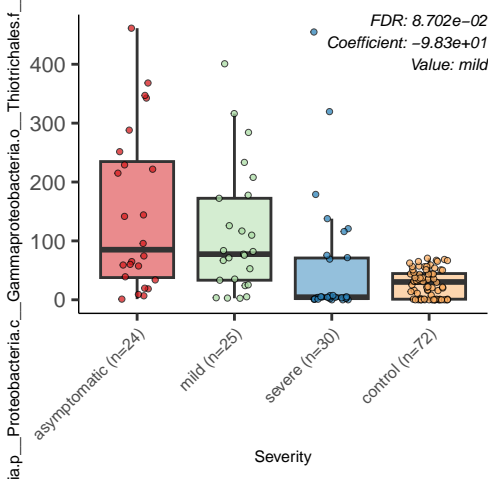 FDR: 8.702e−02
Coefficient: −9.83e+01
Value: mild
ia.p__Proteobacteria.c__Gammaproteobacteria.o__Thiotrichales.f_
400
300
200
100
0
asymptomatic (n=24)
mild (n=25)
severe (n=30)
control (n=72)
Severity